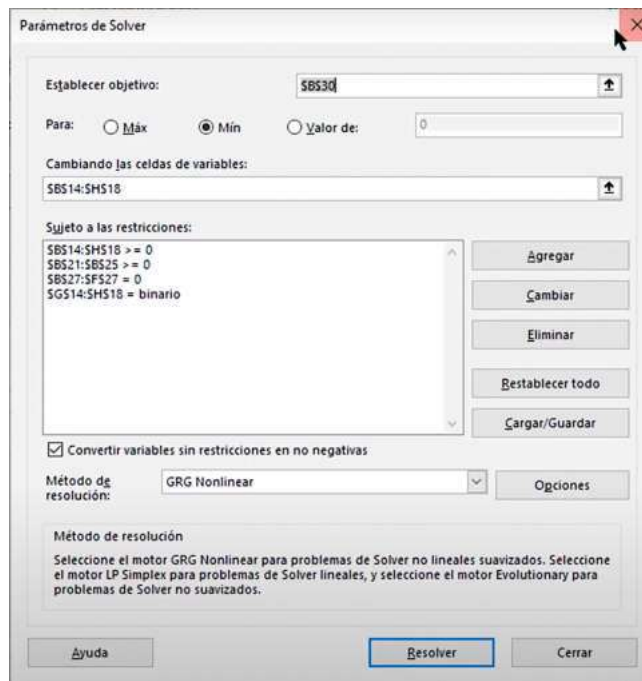 Parámetros de Solver
Establecer objetivo:
$B$30
Para:
Máx
Mín
Valor de:
0
Cambiando las celdas de variables:
$B$14:$H$18
Sujeto a las restricciones:
$B$14:$H$18 >= 0
$B$21:$B$25 >= 0
$B$27:$F$27 = 0
$G$14:$H$18 = binario
Agregar
Cambiar
Eliminar
Restablecer todo
Cargar/Guardar
Convertir variables sin restricciones en no negativas
Método de
resolución:
GRG Nonlinear
Opciones
Método de resolución
Seleccione el motor GRG Nonlinear para problemas de Solver no lineales suavizados. Seleccione
el motor LP Simplex para problemas de Solver lineales, y seleccione el motor Evolutionary para
problemas de Solver no suavizados.
Ayuda
Resolver
Cerrar